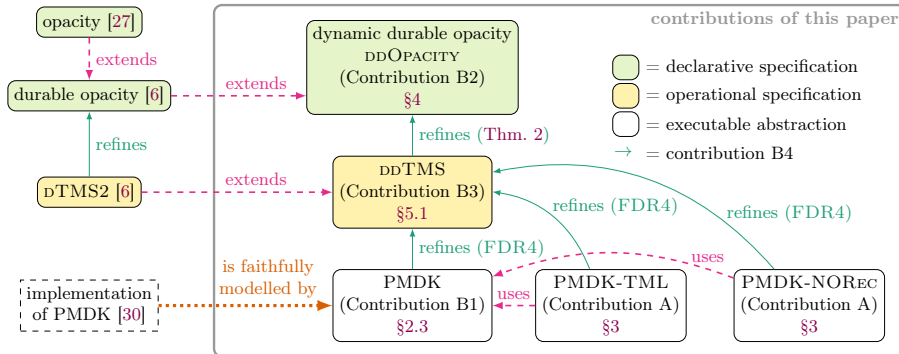 opacity [27]
extends
durable opacity [6]
refines
DTMS2 [6]
implementation
of PMDK [30]
extends
extends
is faithfully
modelled by
contributions of this paper
dynamic durable opacity
DDOPACITY
(Contribution B2)
§4
refines (Thm. 2)
DDTMS
(Contribution B3)
§5.1
refines (FDR4)
refines (FDR4)
refines (FDR4)
PMDK
(Contribution B1)
§2.3
uses
uses
PMDK-TML
(Contribution A)
§3
PMDK-NOREC
(Contribution A)
§3
= declarative specification
= operational specification
= executable abstraction
→ = contribution B4